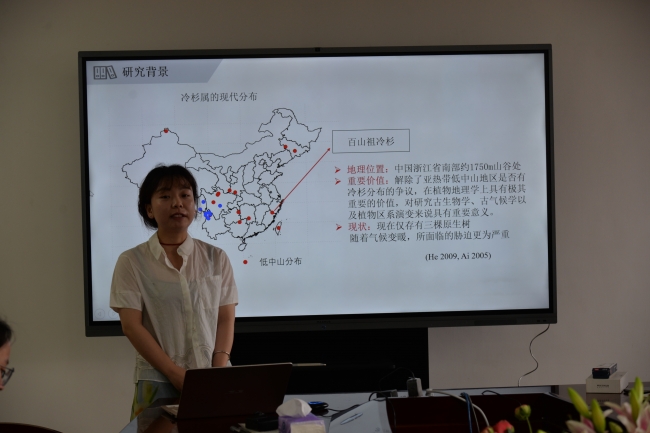 研究背景
冷杉属的现代分布
百山祖冷杉
➤ 地理位置：中国浙江省南部约1750m山谷处
➤ 重要价值：解除了亚热带低中山地区是否有
冷杉分布的争议，在植物地理学上具有极其
重要的价值，对研究古生物学、古气候学以
及植物区系演变来说具有重要意义。
➤ 现状：现在仅存有三棵原生树
随着气候变暖，所面临的胁迫更为严重
低中山分布
(He 2009, Ai 2005)